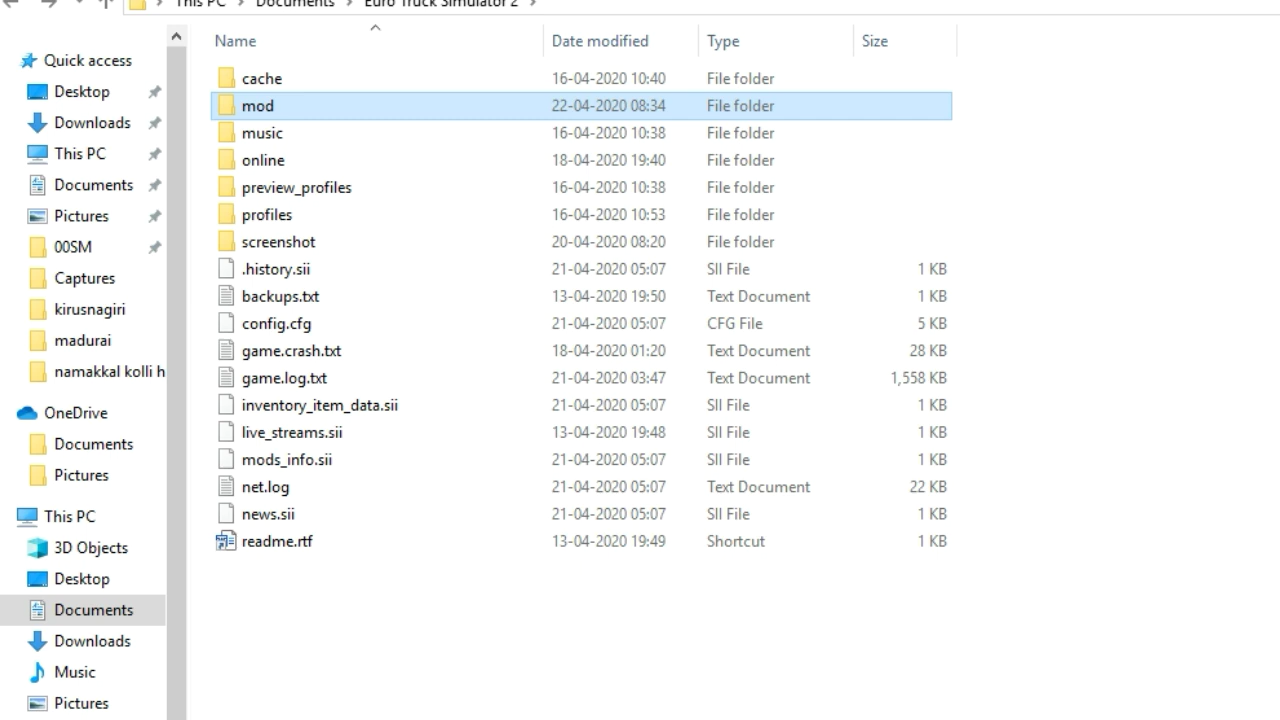 This PC > Documents > Euro Truck Simulator 2 >
Name Date modified Type Size
Quick access
Desktop
Downloads
This PC
Documents
Pictures
00SM
Captures
kirusnagiri
madurai
namakkal kolli h
OneDrive
Documents
Pictures
This PC
3D Objects
Desktop
Documents
Downloads
Music
Pictures
cache 16-04-2020 10:40 File folder
mod 22-04-2020 08:34 File folder
music 16-04-2020 10:38 File folder
online 18-04-2020 19:40 File folder
preview_profiles 16-04-2020 10:38 File folder
profiles 16-04-2020 10:53 File folder
screenshot 20-04-2020 08:20 File folder
.history.sii 21-04-2020 05:07 SII File 1 KB
backups.txt 13-04-2020 19:50 Text Document 1 KB
config.cfg 21-04-2020 05:07 CFG File 5 KB
game.crash.txt 18-04-2020 01:20 Text Document 28 KB
game.log.txt 21-04-2020 03:47 Text Document 1,558 KB
inventory_item_data.sii 21-04-2020 05:07 SII File 1 KB
live_streams.sii 13-04-2020 19:48 SII File 1 KB
mods_info.sii 21-04-2020 05:07 SII File 1 KB
net.log 21-04-2020 05:07 Text Document 22 KB
news.sii 21-04-2020 05:07 SII File 1 KB
readme.rtf 13-04-2020 19:49 Shortcut 1 KB